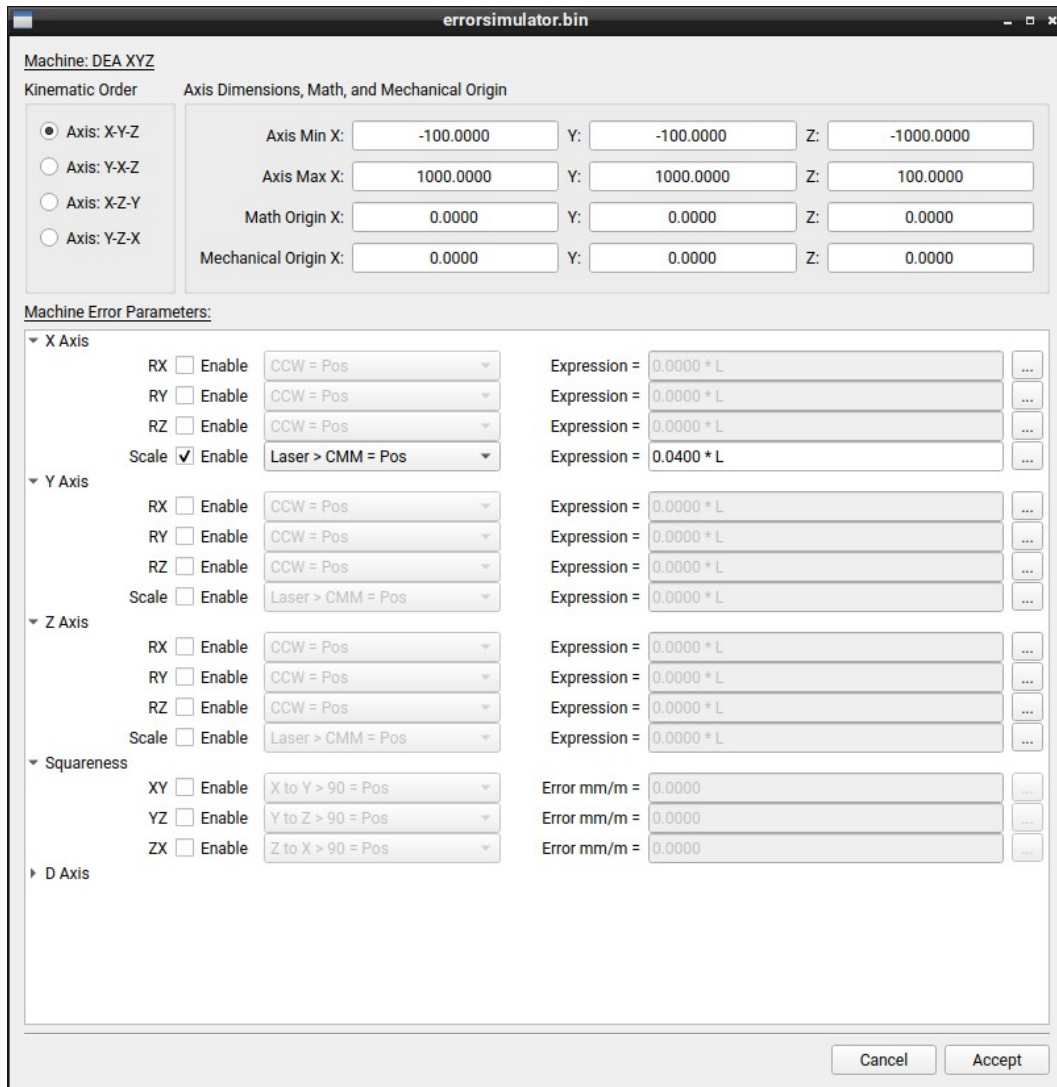 errorsimulator.bin
Machine: DEA XYZ
Kinematic Order
Axis Dimensions, Math, and Mechanical Origin
Axis: X-Y-Z
Axis: Y-X-Z
Axis: X-Z-Y
Axis: Y-Z-X
Axis Min X: -100.0000 Y: -100.0000 Z: -1000.0000
Axis Max X: 1000.0000 Y: 1000.0000 Z: 100.0000
Math Origin X: 0.0000 Y: 0.0000 Z: 0.0000
Mechanical Origin X: 0.0000 Y: 0.0000 Z: 0.0000
Machine Error Parameters:
X Axis
RX Enable CCW = Pos Expression = 0.0000 * L ...
RY Enable CCW = Pos Expression = 0.0000 * L ...
RZ Enable CCW = Pos Expression = 0.0000 * L ...
Scale Enable Laser > CMM = Pos Expression = 0.0400 * L ...
Y Axis
RX Enable CCW = Pos Expression = 0.0000 * L ...
RY Enable CCW = Pos Expression = 0.0000 * L ...
RZ Enable CCW = Pos Expression = 0.0000 * L ...
Scale Enable Laser > CMM = Pos Expression = 0.0000 * L ...
Z Axis
RX Enable CCW = Pos Expression = 0.0000 * L ...
RY Enable CCW = Pos Expression = 0.0000 * L ...
RZ Enable CCW = Pos Expression = 0.0000 * L ...
Scale Enable Laser > CMM = Pos Expression = 0.0000 * L ...
Squareness
XY Enable X to Y > 90 = Pos Error mm/m = 0.0000 ...
YZ Enable Y to Z > 90 = Pos Error mm/m = 0.0000 ...
ZX Enable Z to X > 90 = Pos Error mm/m = 0.0000 ...
D Axis
Cancel Accept